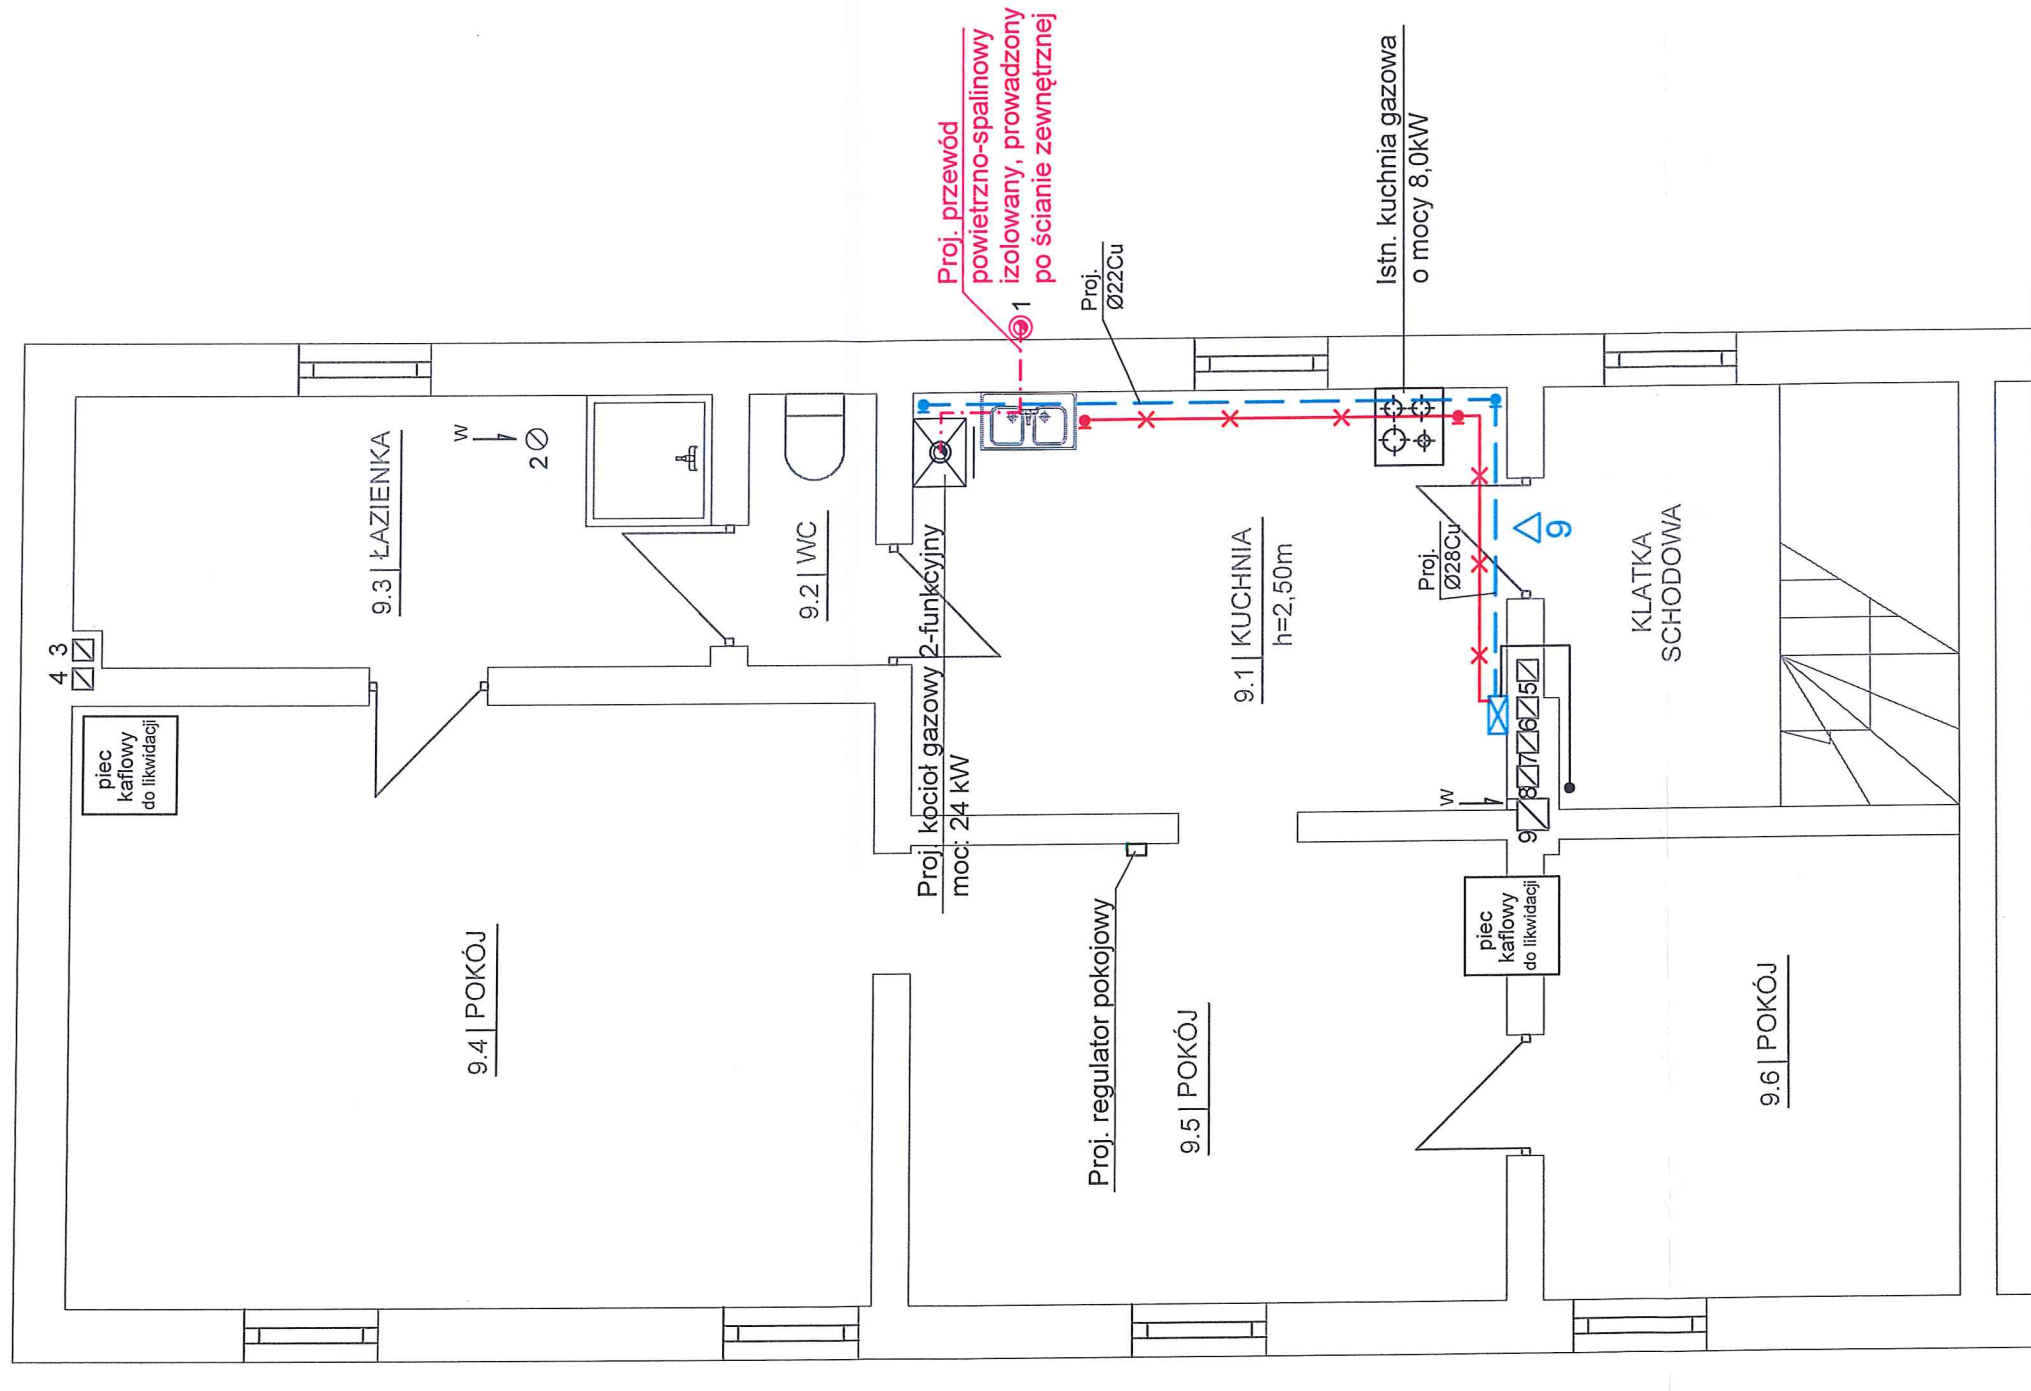 4
3
piec
kaflowy
do likwidacji
9.3 | ŁAZIENKA
w
2
9.4 | POKÓJ
9.2 | WC
Proj. kocioł gazowy 2-funkcyjny
moc: 24 kW
Proj. przewód
powietrzno-spalinowy
izolowany, prowadzony
po ścianie zewnętrznej
1
Proj.
Ø22Cu
Proj. regulator pokojowy
9.5 | POKÓJ
9.1 | KUCHNIA
h=2,50m
Istn. kuchnia gazowa
o mocy 8,0kW
Proj.
Ø28Cu
w
9
8
7
6
5
9
piec
kaflowy
do likwidacji
KLATKA
SCHODOWA
9.6 | POKÓJ